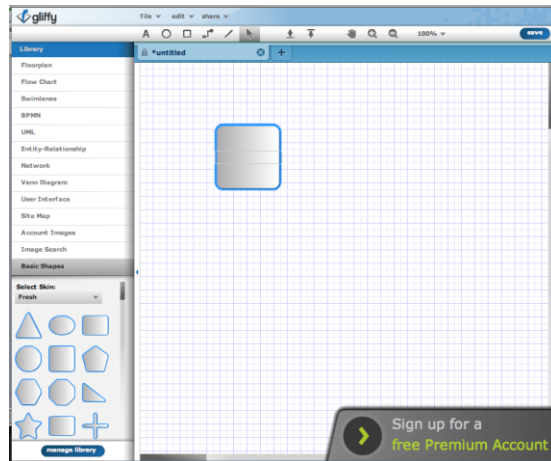 gliffy
file edit share
A
100%
save
Library
*untitled
+
Floorplan
Flow Chart
Swimlanes
BPMN
UML
Entity-Relationship
Network
Venn Diagram
User Interface
Site Map
Account Images
Image Search
Basic Shapes
Select Skin:
Fresh
manage library
Sign up for a
free Premium Account